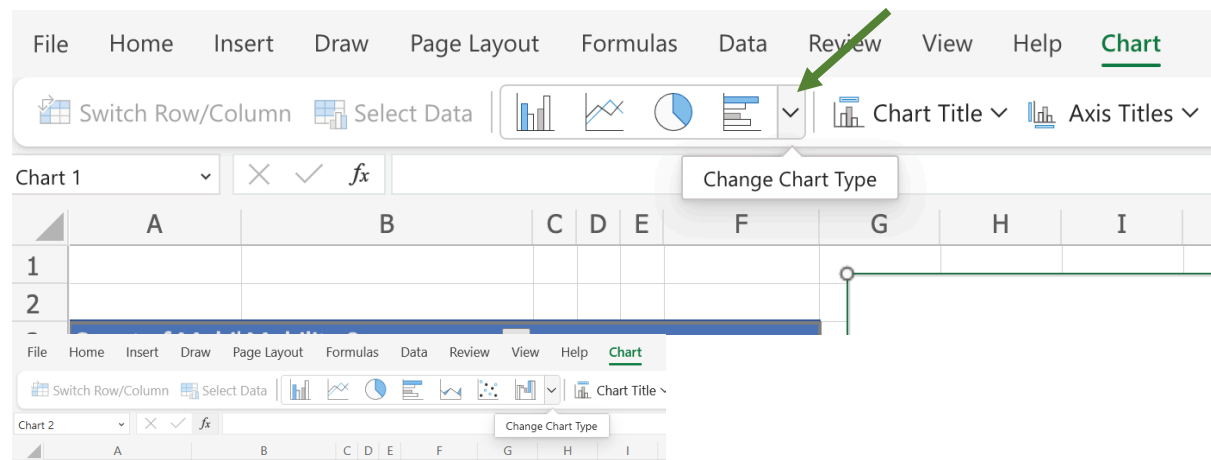 File Home Insert Draw Page Layout Formulas Data Review View Help Chart
Switch Row/Column Select Data Chart Title Axis Titles
Change Chart Type
Chart 1 fx
A B C D E F G H I
1
2
File Home Insert Draw Page Layout Formulas Data Review View Help Chart
Switch Row/Column Select Data Chart Title
Change Chart Type
Chart 2 fx
A B C D E F G H I